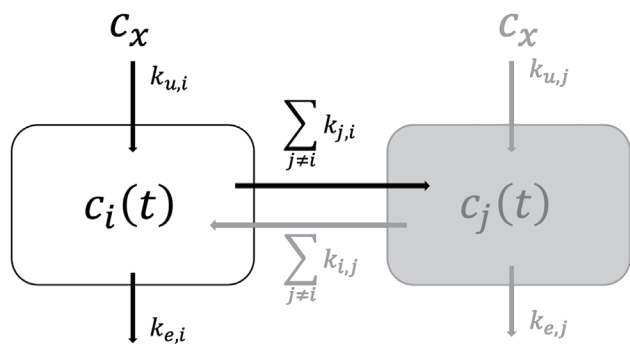 c_x c_x
k_{u,i} k_{u,j}
∑_{j≠i} k_{j,i}
c_i(t) c_j(t)
∑_{j≠i} k_{i,j}
k_{e,i} k_{e,j}